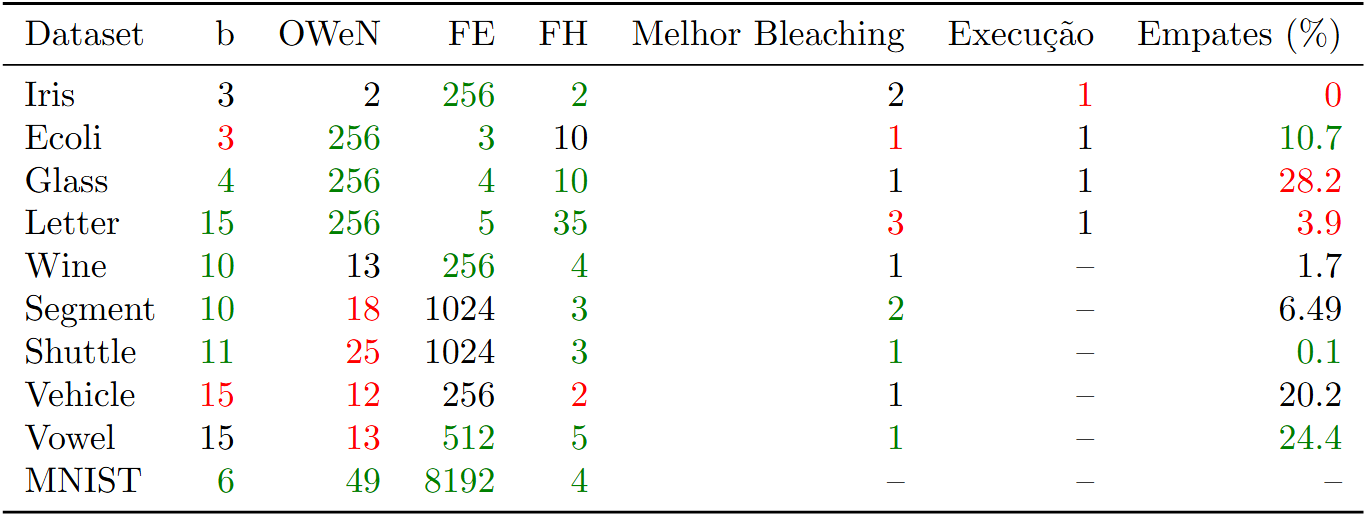 Dataset b OWeN FE FH Melhor Bleaching Execução Empates (%)
Iris 3 2 256 2 2 1 0
Ecoli 3 256 3 10 1 1 10.7
Glass 4 256 4 10 1 1 28.2
Letter 15 256 5 35 3 1 3.9
Wine 10 13 256 4 1 – 1.7
Segment 10 18 1024 3 2 – 6.49
Shuttle 11 25 1024 3 1 – 0.1
Vehicle 15 12 256 2 1 – 20.2
Vowel 15 13 512 5 1 – 24.4
MNIST 6 49 8192 4 – – –